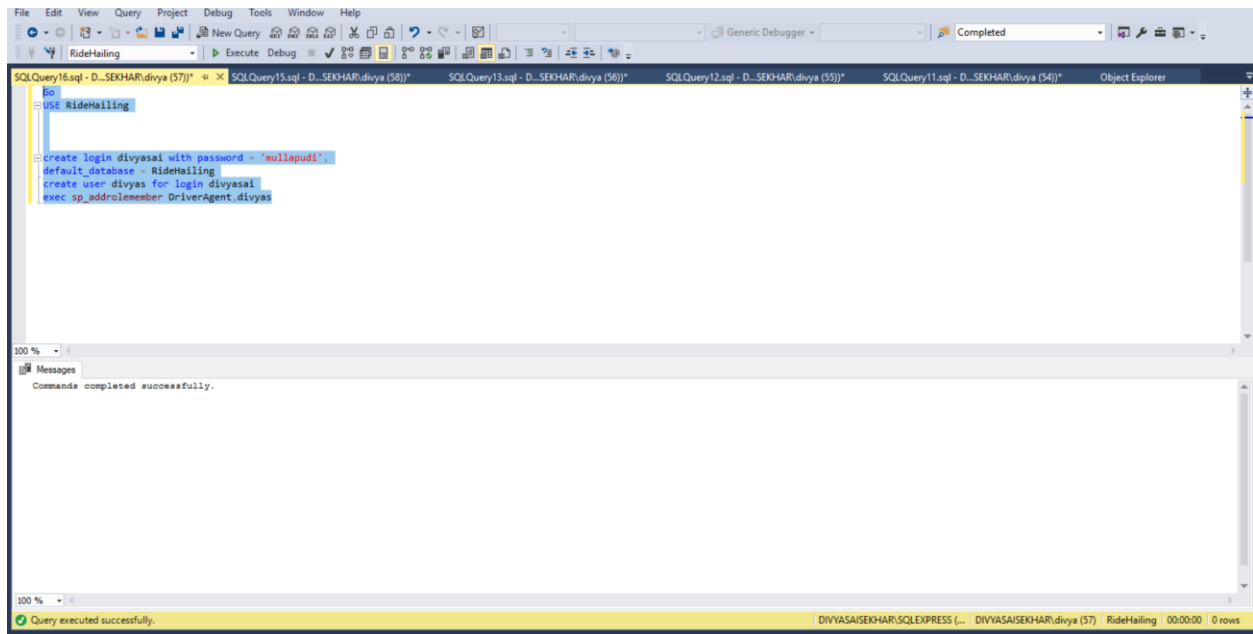 File Edit View Query Project Debug Tools Window Help
New Query MDX DMX XMLA DAX Generic Debugger Completed
RideHailing Execute Debug
SQLQuery16.sql - D...SEKHAR\divya (57))* SQLQuery15.sql - D...SEKHAR\divya (58))* SQLQuery13.sql - D...SEKHAR\divya (56))* SQLQuery12.sql - D...SEKHAR\divya (55))* SQLQuery11.sql - D...SEKHAR\divya (54))* Object Explorer
Go
USE RideHailing
create login divyasai with password = 'mullapudi',
default_database = RideHailing
create user divyas for login divyasai
exec sp_addrolemember DriverAgent,divyas
100 %
Messages
Commands completed successfully.
100 %
Query executed successfully. DIVYASAISEKHAR\SQLEXPRESS (... DIVYASAISEKHAR\divya (57) RideHailing 00:00:00 0 rows